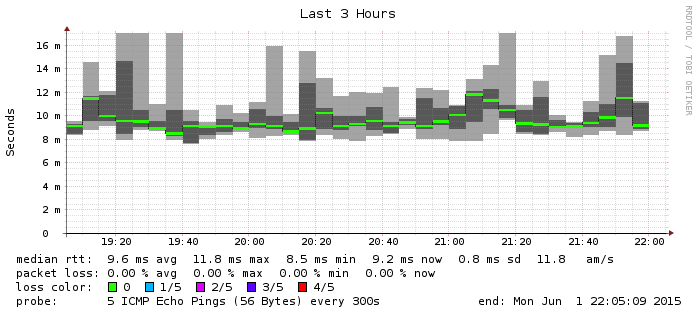 Last 3 Hours
RRDTOOL / TOBI OETIKER
Seconds
16 m
14 m
12 m
10 m
8 m
6 m
4 m
2 m
0
19:20 19:40 20:00 20:20 20:40 21:00 21:20 21:40 22:00
median rtt: 9.6 ms avg 11.8 ms max 8.5 ms min 9.2 ms now 0.8 ms sd 11.8 am/s
packet loss: 0.00 % avg 0.00 % max 0.00 % min 0.00 % now
loss color: 0 1/5 2/5 3/5 4/5
probe: 5 ICMP Echo Pings (56 Bytes) every 300s end: Mon Jun 1 22:05:09 2015